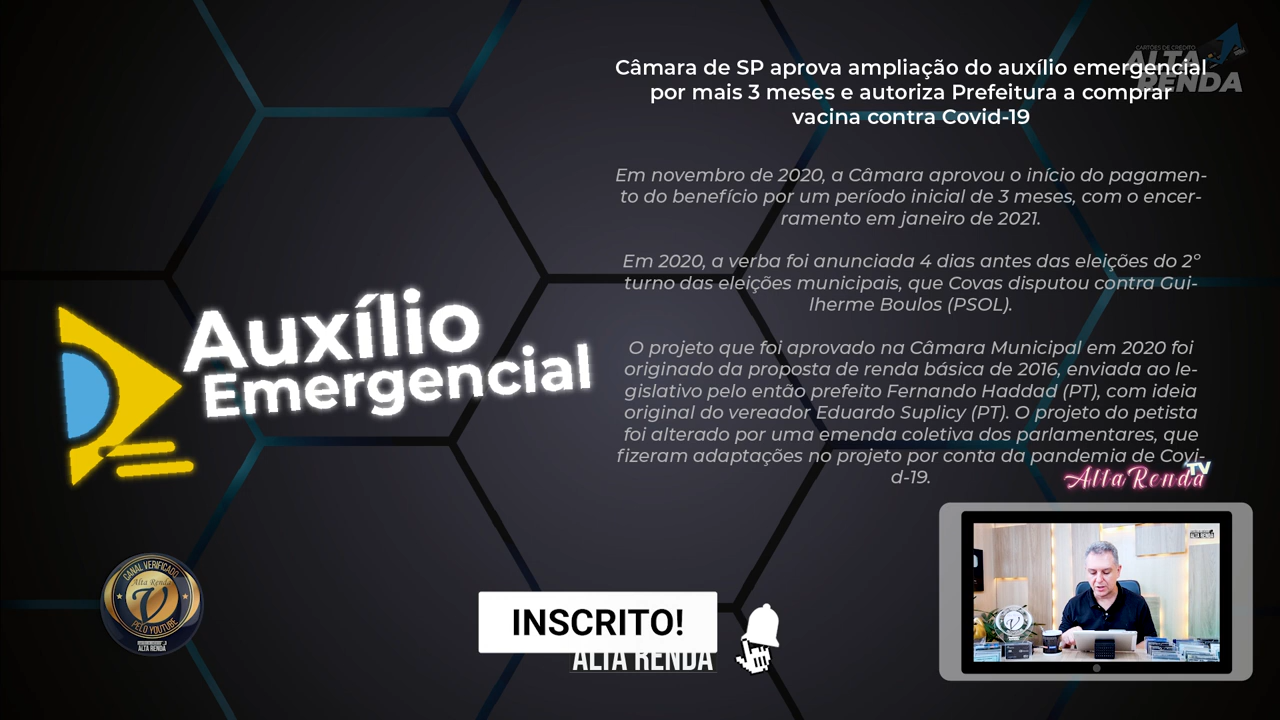 CARTÕES DE CRÉDITO
ALTA
RENDA
Câmara de SP aprova ampliação do auxílio emergencial
por mais 3 meses e autoriza Prefeitura a comprar
vacina contra Covid-19
Em novembro de 2020, a Câmara aprovou o início do pagamen-
to do benefício por um período inicial de 3 meses, com o encer-
ramento em janeiro de 2021.
Em 2020, a verba foi anunciada 4 dias antes das eleições do 2º
turno das eleições municipais, que Covas disputou contra Gui-
lherme Boulos (PSOL).
O projeto que foi aprovado na Câmara Municipal em 2020 foi
originado da proposta de renda básica de 2016, enviada ao le-
gislativo pelo então prefeito Fernando Haddad (PT), com ideia
original do vereador Eduardo Suplicy (PT). O projeto do petista
foi alterado por uma emenda coletiva dos parlamentares, que
fizeram adaptações no projeto por conta da pandemia de Covi-
d-19.
Auxílio
Emergencial
AltaRenda TV
CANAL VERIFICADO
Alta Renda
V
PELO YOUTUBE
ALTA RENDA
INSCRITO!
ALTA RENDA
ALTA RENDA